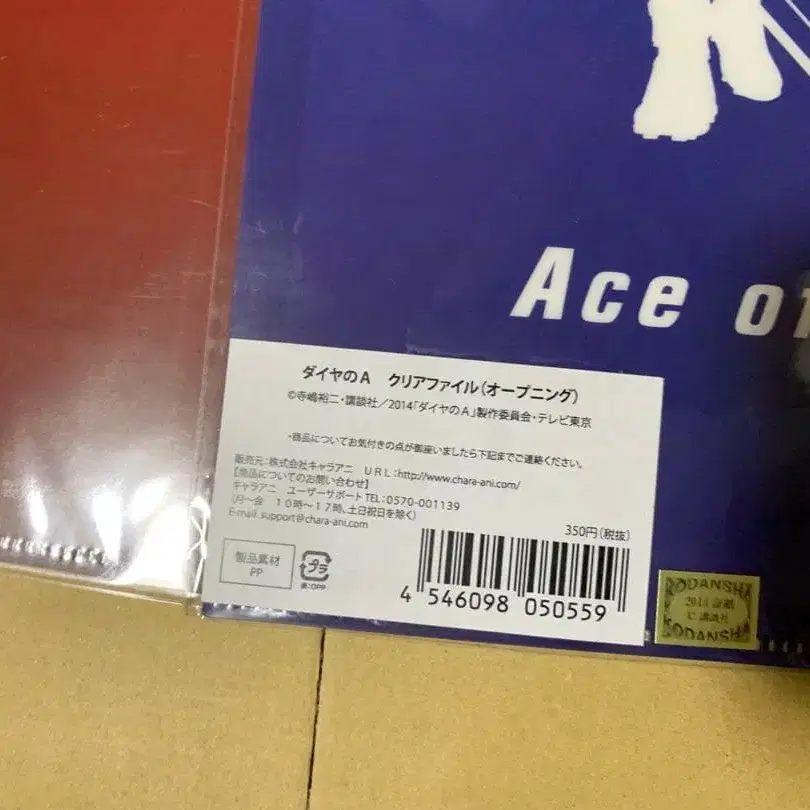 Ace of
ダイヤのA クリアファイル(オープニング)
©寺嶋裕二・講談社/2014「ダイヤのA」製作委員会・テレビ東京
・商品についてお気付きの点が御座いましたら下記までご連絡ください。
販売元:株式会社キャラアニ URL:http://www.chara-ani.com/
【商品についてのお問い合わせ】
キャラアニ ユーザーサポート TEL:0570-001139
(月~金 10時~17時、土日祝日を除く)
E-mail.support@chara-ani.com
350円(税抜)
製品素材
PP
プラ
袋:OPP
4 546098 050559
KODANSHA
2014 証紙
© 講談社
KODANSHA